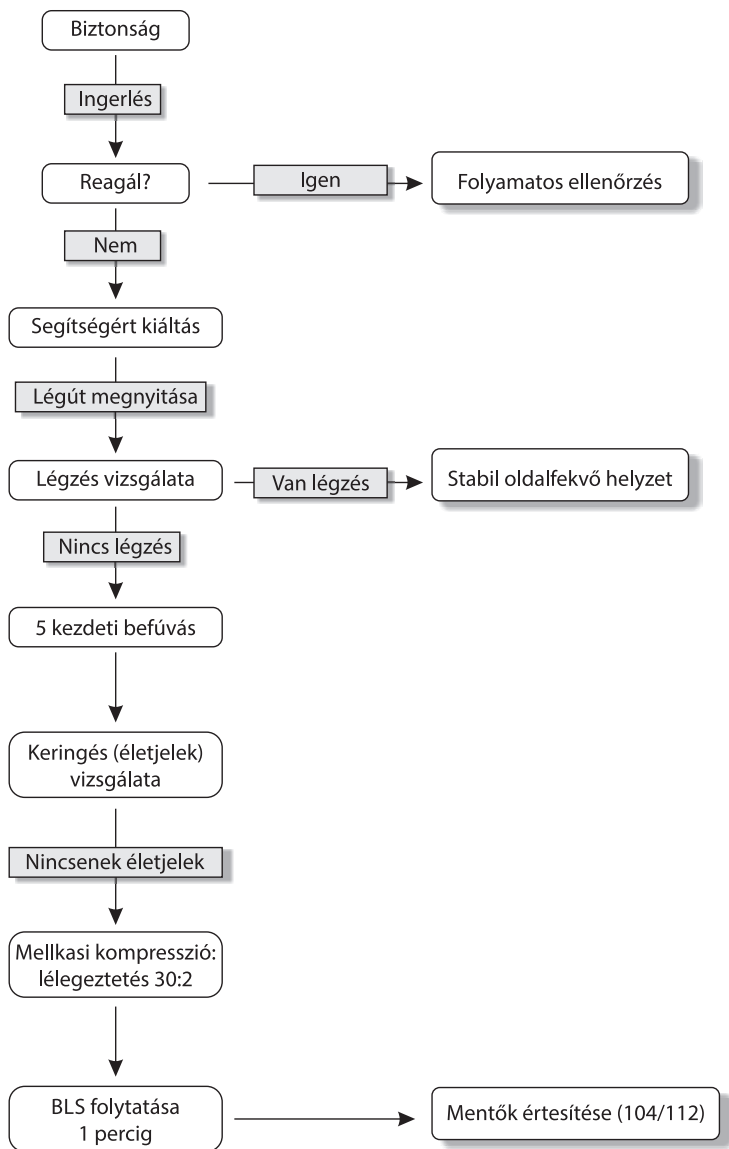 Biztonság
Ingerlés
Reagál?
Igen
Folyamatos ellenőrzés
Nem
Segítségért kiáltás
Légút megnyitása
Légzés vizsgálata
Van légzés
Stabil oldalfekvő helyzet
Nincs légzés
5 kezdeti befúvás
Keringés (életjelek)
vizsgálata
Nincsenek életjelek
Mellkasi kompresszió:
lélegeztetés 30:2
BLS folytatása
1 percig
Mentők értesítése (104/112)